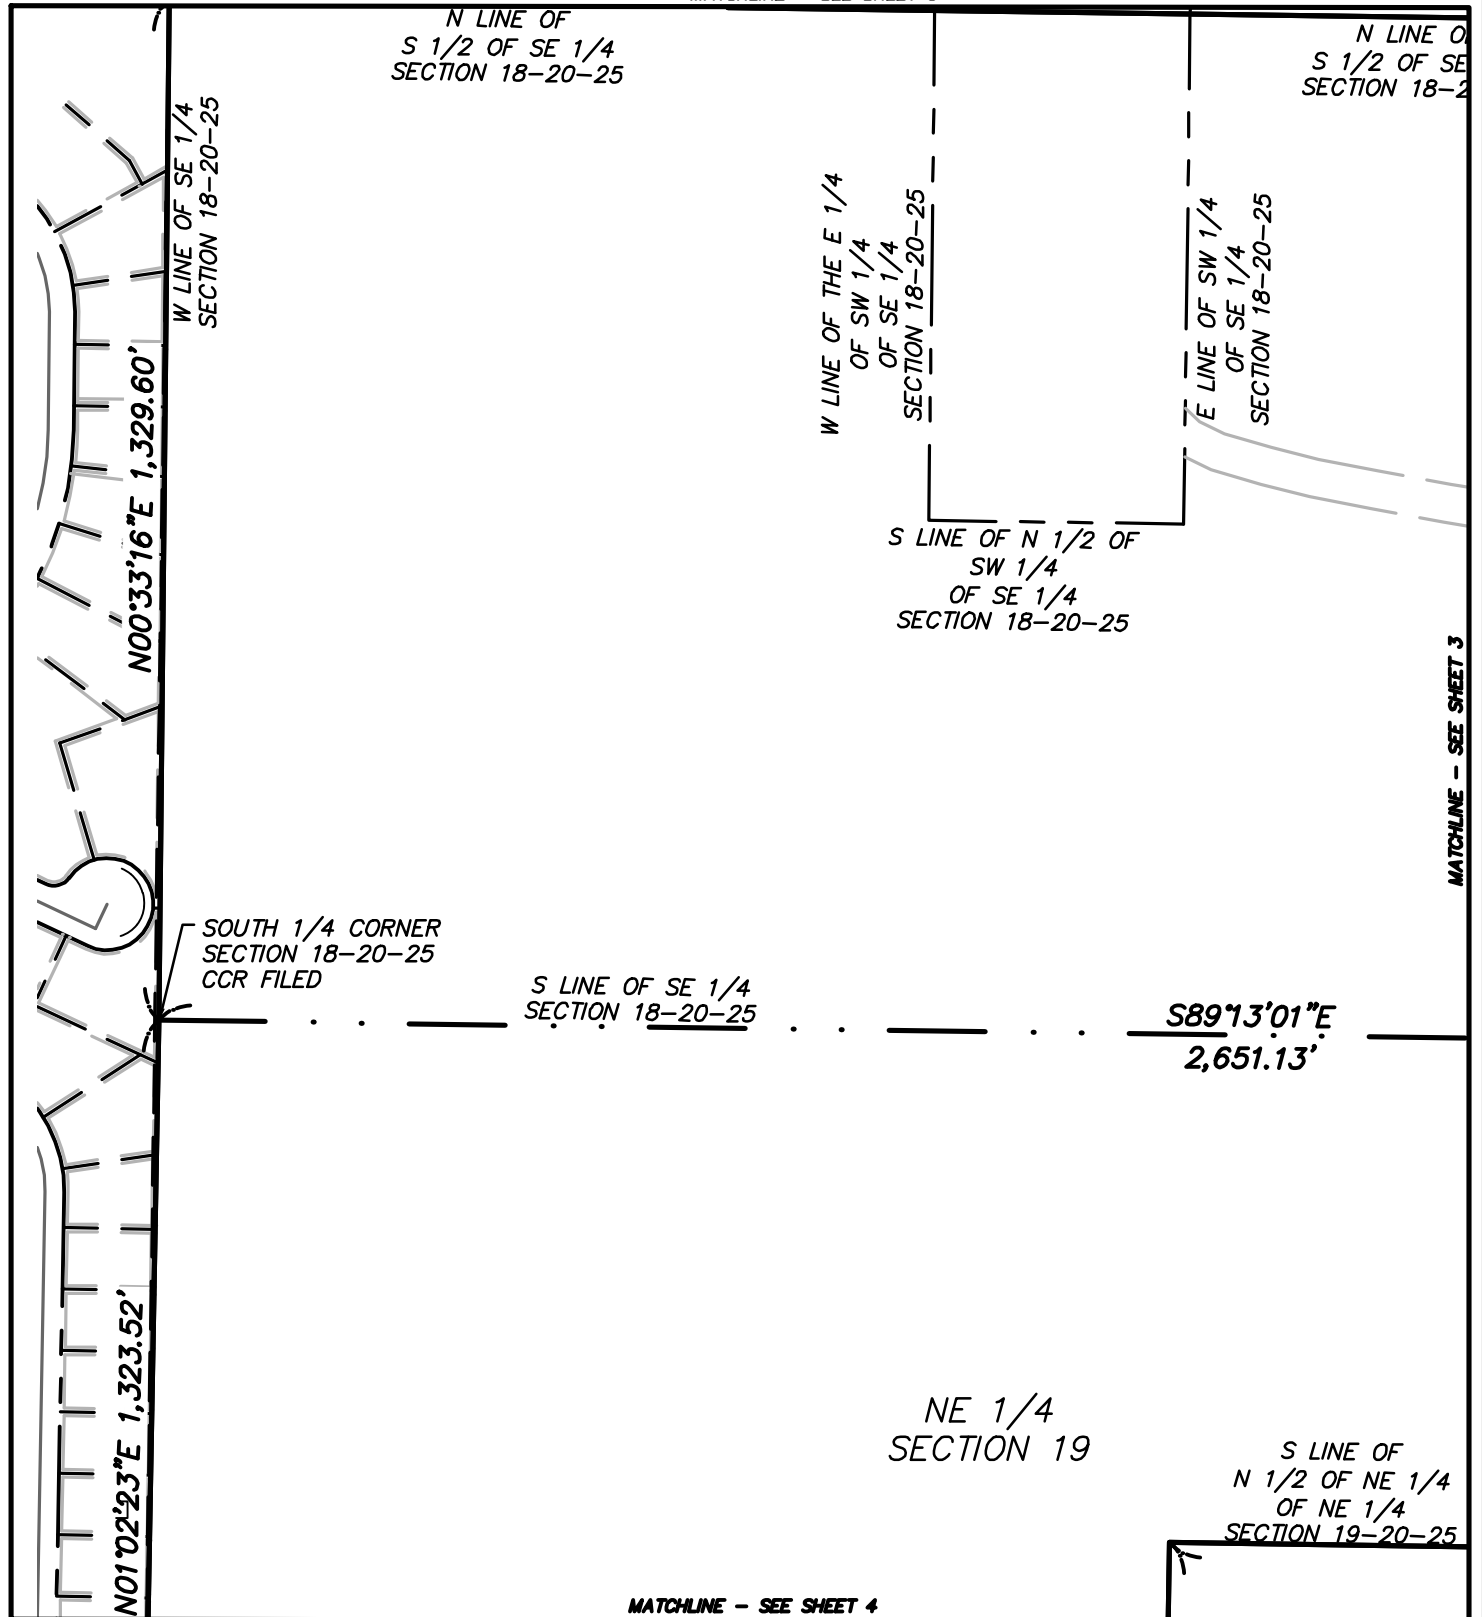 N LINE OF
S 1/2 OF SE 1/4
SECTION 18-20-25
N LINE
S 1/2 OF SE
SECTION
W LINE OF SE 1/4
SECTION 18-20-25
W LINE OF THE E 1/4
OF SW 1/4
OF SE 1/4
SECTION 18-20-25
E LINE OF SW 1/4
OF SE 1/4
SECTION 18-20-25
N00°33'16"E 1,329.60'
S LINE OF N 1/2 OF
SW 1/4
OF SE 1/4
SECTION 18-20-25
MATCHLINE - SEE SHEET 3
SOUTH 1/4 CORNER
SECTION 18-20-25
CCR FILED
S LINE OF SE 1/4
SECTION 18-20-25
S89°13'01"E
2,651.13'
N01°02'23"E 1,323.52'
NE 1/4
SECTION 19
S LINE OF
N 1/2 OF NE 1/4
OF NE 1/4
SECTION 19-20-25
MATCHLINE - SEE SHEET 4